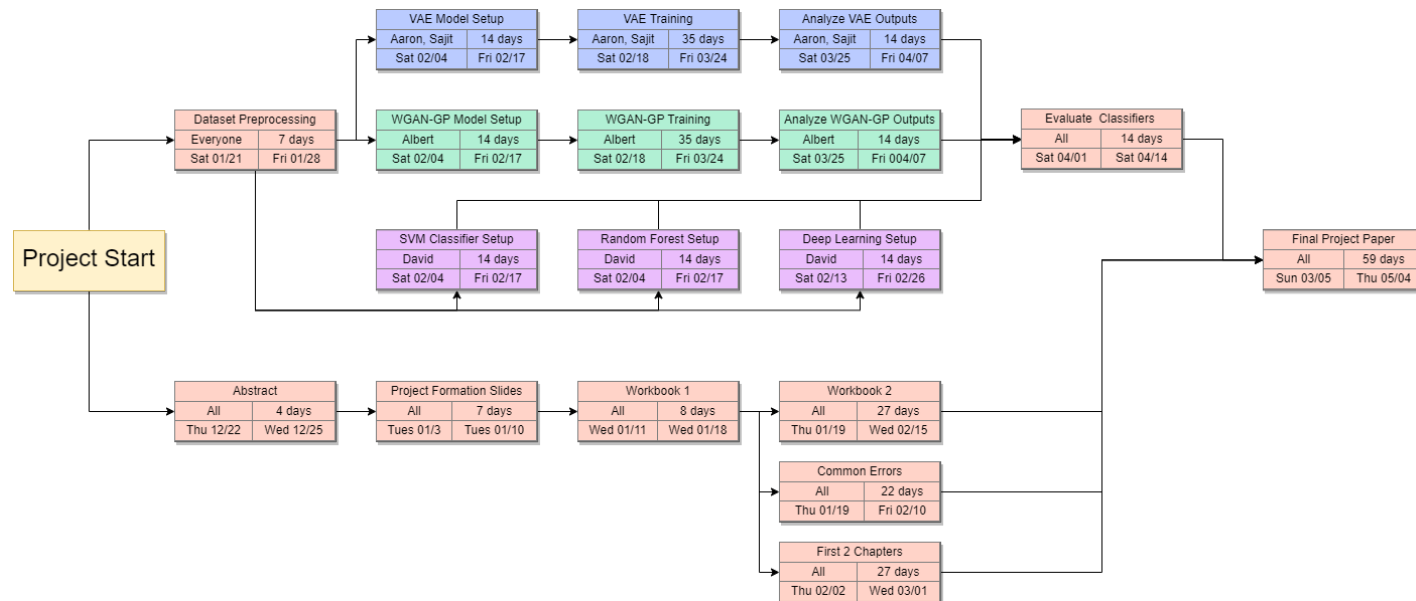 VAE Model Setup
Aaron, Sajit 14 days
Sat 02/04 Fri 02/17
VAE Training
Aaron, Sajit 35 days
Sat 02/18 Fri 03/24
Analyze VAE Outputs
Aaron, Sajit 14 days
Sat 03/25 Fri 04/07
Dataset Preprocessing
Everyone 7 days
Sat 01/21 Fri 01/28
WGAN-GP Model Setup
Albert 14 days
Sat 02/04 Fri 02/17
WGAN-GP Training
Albert 35 days
Sat 02/18 Fri 03/24
Analyze WGAN-GP Outputs
Albert 14 days
Sat 03/25 Fri 004/07
Evaluate Classifiers
All 14 days
Sat 04/01 Sat 04/14
Project Start
SVM Classifier Setup
David 14 days
Sat 02/04 Fri 02/17
Random Forest Setup
David 14 days
Sat 02/04 Fri 02/17
Deep Learning Setup
David 14 days
Sat 02/13 Fri 02/26
Final Project Paper
All 59 days
Sun 03/05 Thu 05/04
Abstract
All 4 days
Thu 12/22 Wed 12/25
Project Formation Slides
All 7 days
Tues 01/3 Tues 01/10
Workbook 1
All 8 days
Wed 01/11 Wed 01/18
Workbook 2
All 27 days
Thu 01/19 Wed 02/15
Common Errors
All 22 days
Thu 01/19 Fri 02/10
First 2 Chapters
All 27 days
Thu 02/02 Wed 03/01